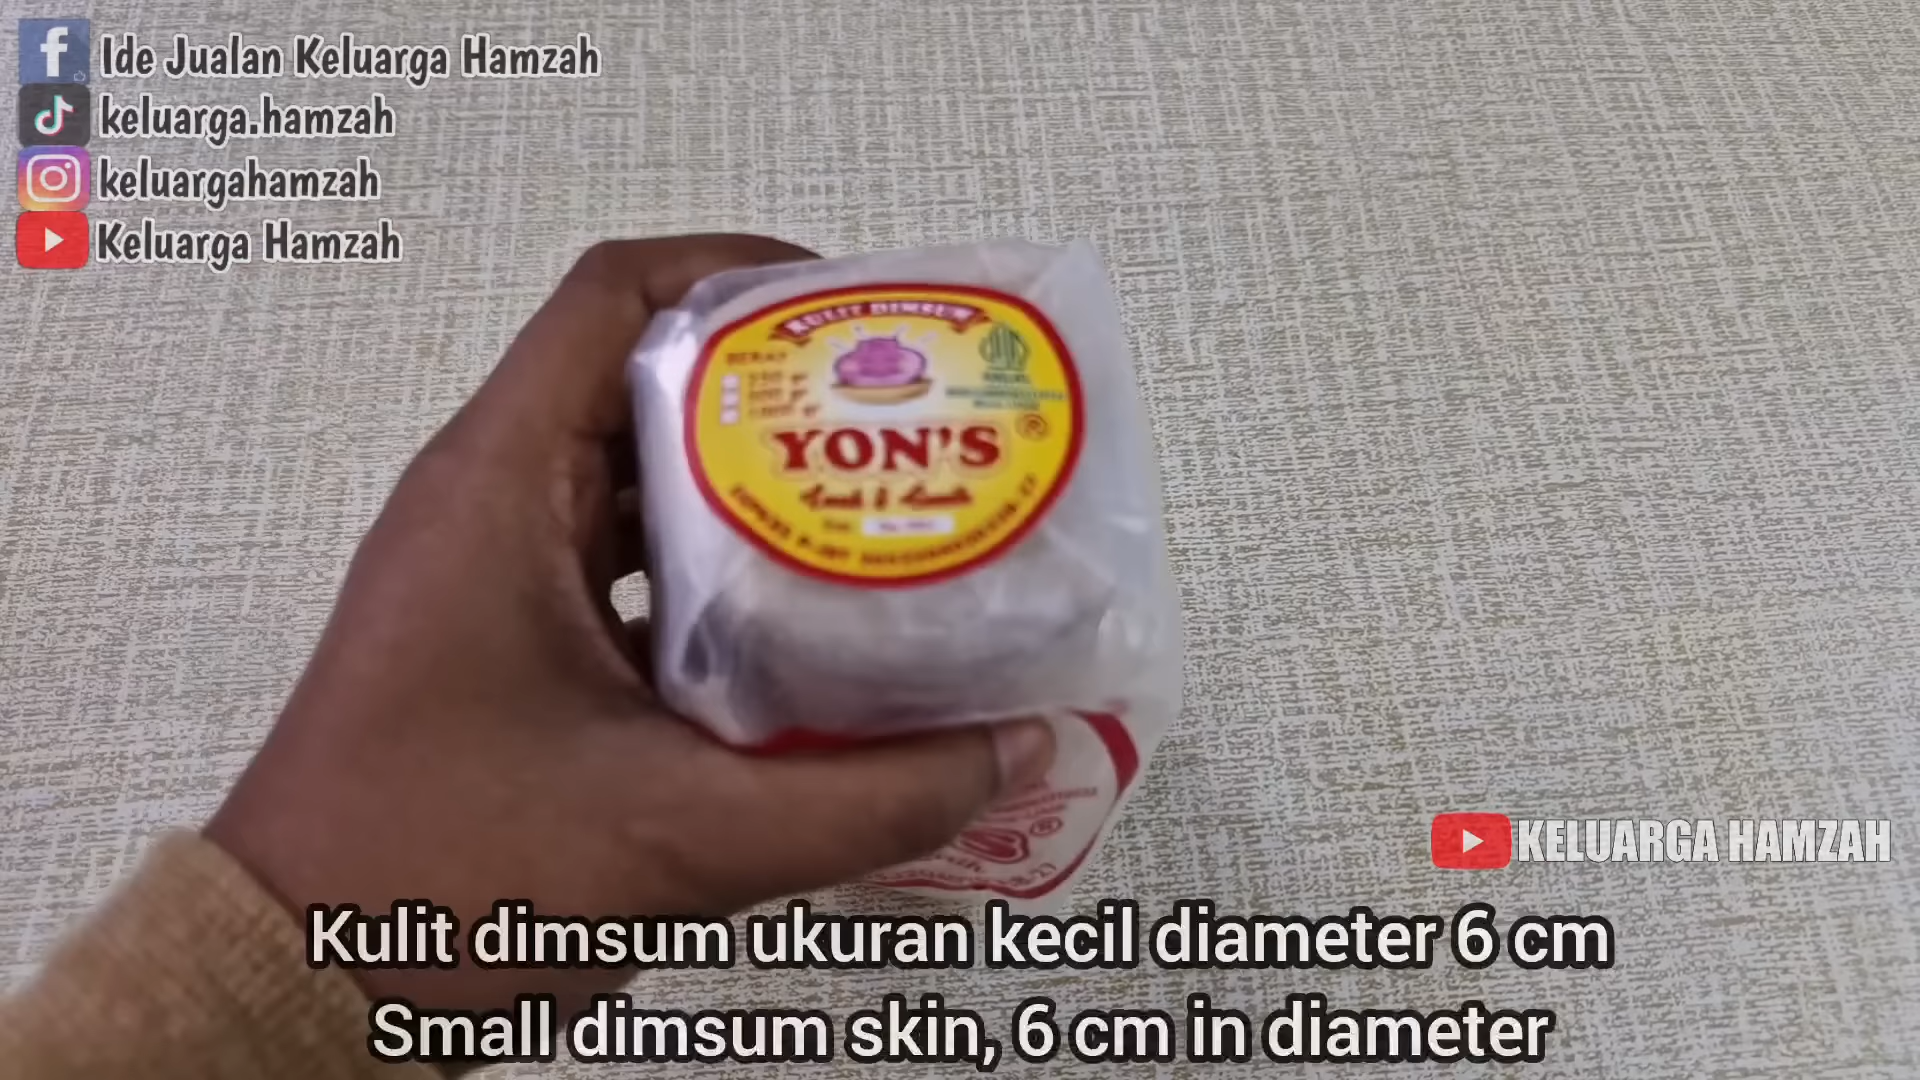 Ide Jualan Keluarga Hamzah
keluarga.hamzah
keluargahamzah
Keluarga Hamzah
KULIT DIMSUM
BERAT
YON'S
®
KELUARGA HAMZAH
Kulit dimsum ukuran kecil diameter 6 cm
Small dimsum skin, 6 cm in diameter